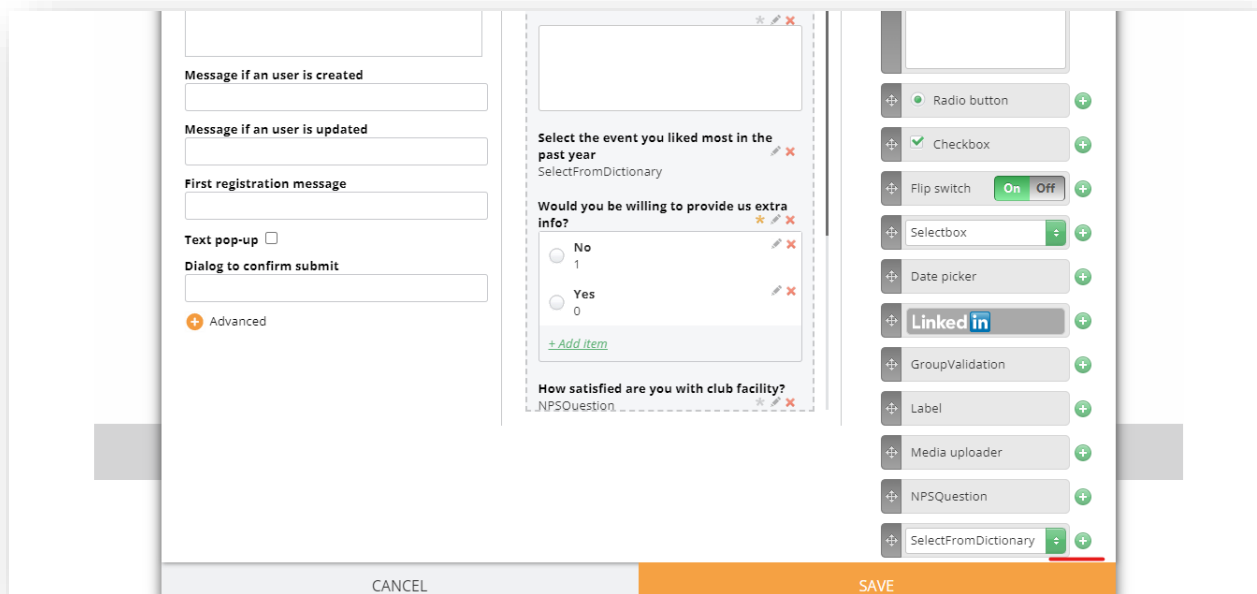 Message if an user is created
Message if an user is updated
First registration message
Text pop-up
Dialog to confirm submit
Advanced
Select the event you liked most in the
past year
SelectFromDictionary
Would you be willing to provide us extra
info?
No
1
Yes
0
+ Add item
How satisfied are you with club facility?
NPSQuestion
Radio button
Checkbox
Flip switch
On
Off
Selectbox
Date picker
Linked in
GroupValidation
Label
Media uploader
NPSQuestion
SelectFromDictionary
CANCEL
SAVE